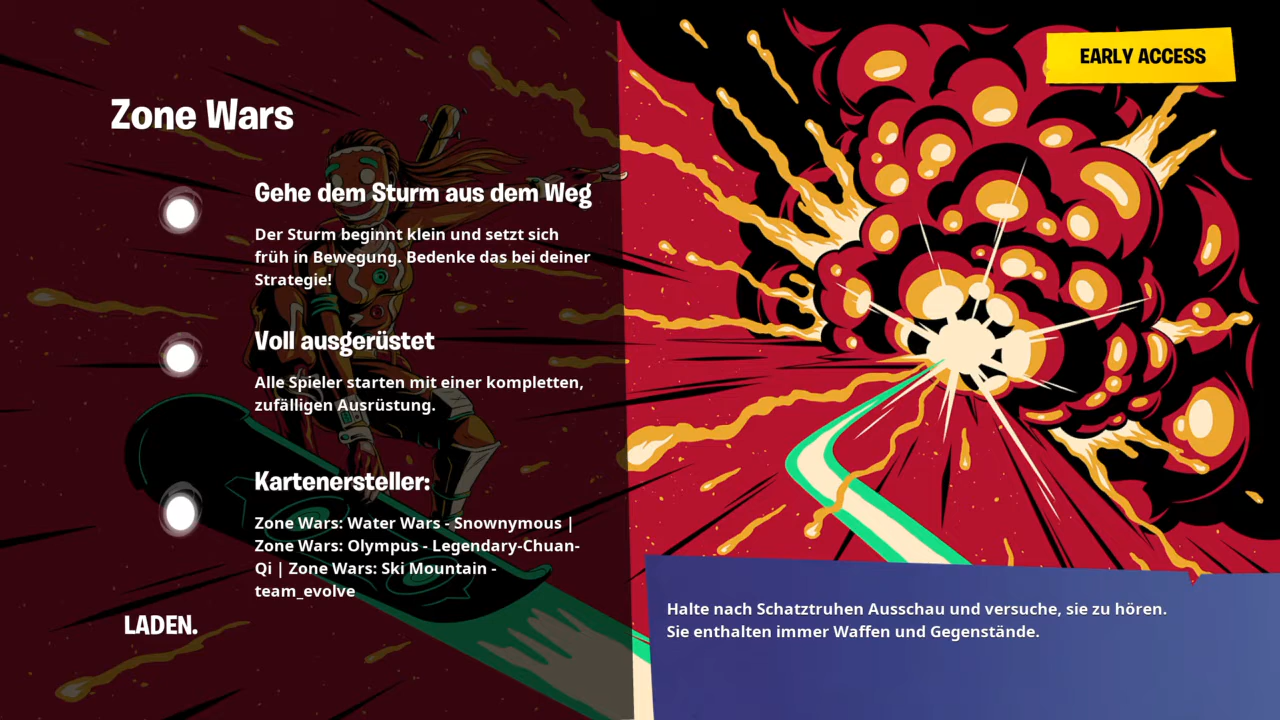 EARLY ACCESS
Zone Wars
Gehe dem Sturm aus dem Weg
Der Sturm beginnt klein und setzt sich
früh in Bewegung. Bedenke das bei deiner
Strategie!
Voll ausgerüstet
Alle Spieler starten mit einer kompletten,
zufälligen Ausrüstung.
Kartenersteller:
Zone Wars: Water Wars - Snownymous |
Zone Wars: Olympus - Legendary-Chuan-
Qi | Zone Wars: Ski Mountain -
team_evolve
LADEN.
Halte nach Schatztruhen Ausschau und versuche, sie zu hören.
Sie enthalten immer Waffen und Gegenstände.